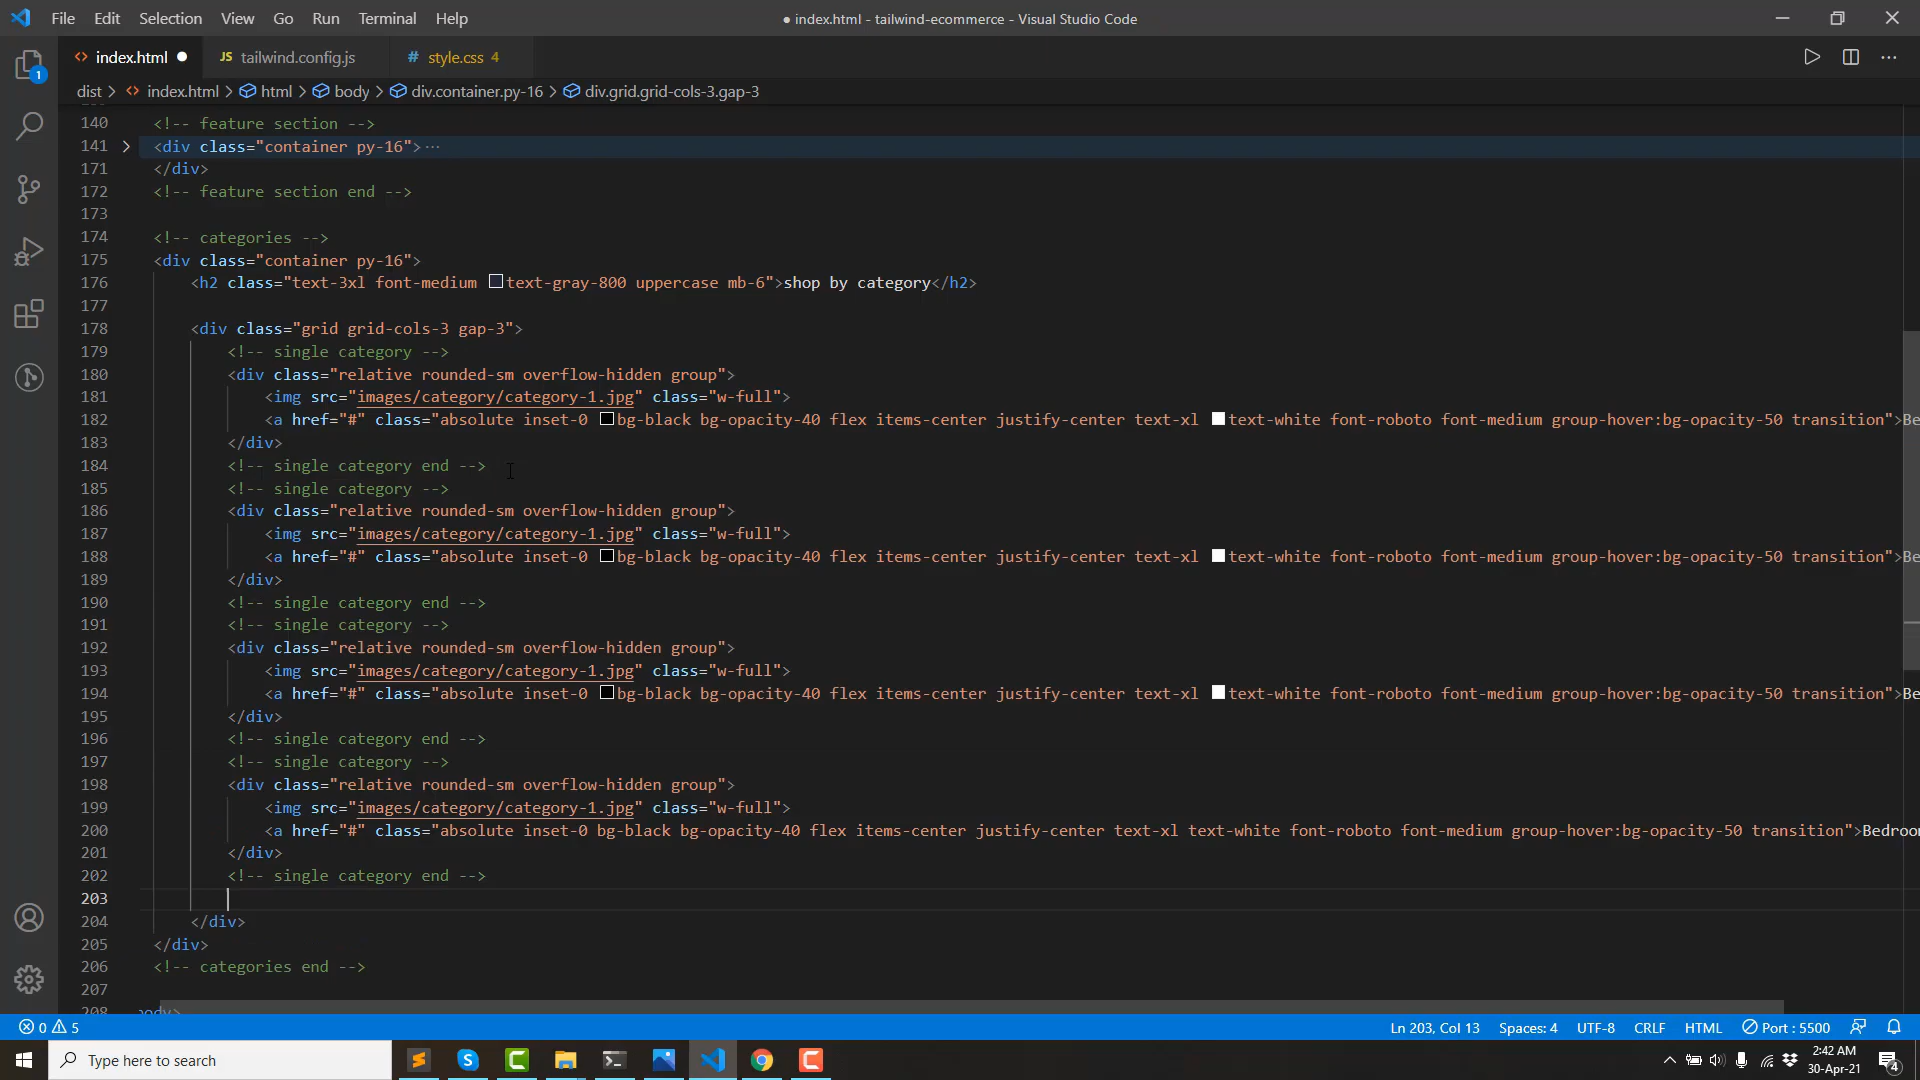 File Edit Selection View Go Run Terminal Help
● index.html - tailwind-ecommerce - Visual Studio Code
index.html JS tailwind.config.js # style.css 4
dist > index.html > html > body > div.container.py-16 > div.grid.grid-cols-3.gap-3
140 <!-- feature section -->
141 <div class="container py-16">···
171 </div>
172 <!-- feature section end -->
173
174 <!-- categories -->
175 <div class="container py-16">
176 <h2 class="text-3xl font-medium text-gray-800 uppercase mb-6">shop by category</h2>
177
178 <div class="grid grid-cols-3 gap-3">
179 <!-- single category -->
180 <div class="relative rounded-sm overflow-hidden group">
181 <img src="images/category/category-1.jpg" class="w-full">
182 <a href="#" class="absolute inset-0 bg-black bg-opacity-40 flex items-center justify-center text-xl text-white font-roboto font-medium group-hover:bg-opacity-50 transition">Be
183 </div>
184 <!-- single category end -->
185 <!-- single category -->
186 <div class="relative rounded-sm overflow-hidden group">
187 <img src="images/category/category-1.jpg" class="w-full">
188 <a href="#" class="absolute inset-0 bg-black bg-opacity-40 flex items-center justify-center text-xl text-white font-roboto font-medium group-hover:bg-opacity-50 transition">Be
189 </div>
190 <!-- single category end -->
191 <!-- single category -->
192 <div class="relative rounded-sm overflow-hidden group">
193 <img src="images/category/category-1.jpg" class="w-full">
194 <a href="#" class="absolute inset-0 bg-black bg-opacity-40 flex items-center justify-center text-xl text-white font-roboto font-medium group-hover:bg-opacity-50 transition">Be
195 </div>
196 <!-- single category end -->
197 <!-- single category -->
198 <div class="relative rounded-sm overflow-hidden group">
199 <img src="images/category/category-1.jpg" class="w-full">
200 <a href="#" class="absolute inset-0 bg-black bg-opacity-40 flex items-center justify-center text-xl text-white font-roboto font-medium group-hover:bg-opacity-50 transition">Bedroo
201 </div>
202 <!-- single category end -->
203
204 </div>
205 </div>
206 <!-- categories end -->
207
208
0 5 Ln 203, Col 13 Spaces: 4 UTF-8 CRLF HTML Port : 5500
Type here to search
2:42 AM
30-Apr-21
4
1